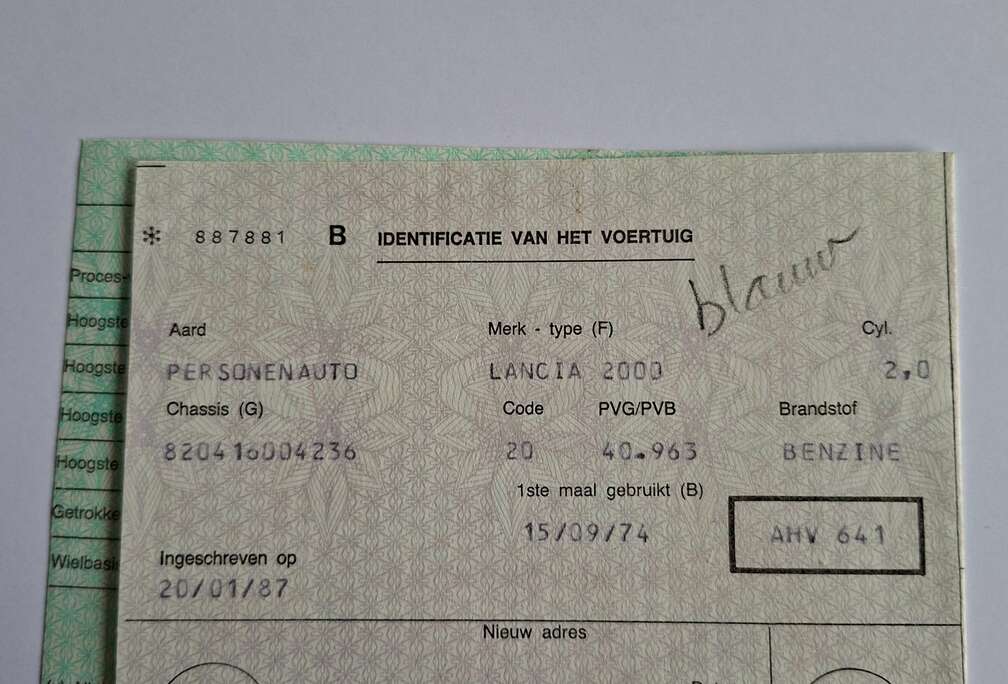 * 887881 B IDENTIFICATIE VAN HET VOERTUIG
blauw
Proces-
Hoogste
Aard Merk - type (F) Cyl.
Hoogste
PERSONENAUTO LANCIA 2000 2,0
Hoogste
Chassis (G) Code PVG/PVB Brandstof
Hoogste
820416004236 20 40.963 BENZINE
1ste maal gebruikt (B)
Getrokke
15/09/74 AHV 641
Wielbasi
Ingeschreven op
20/01/87
Nieuw adres